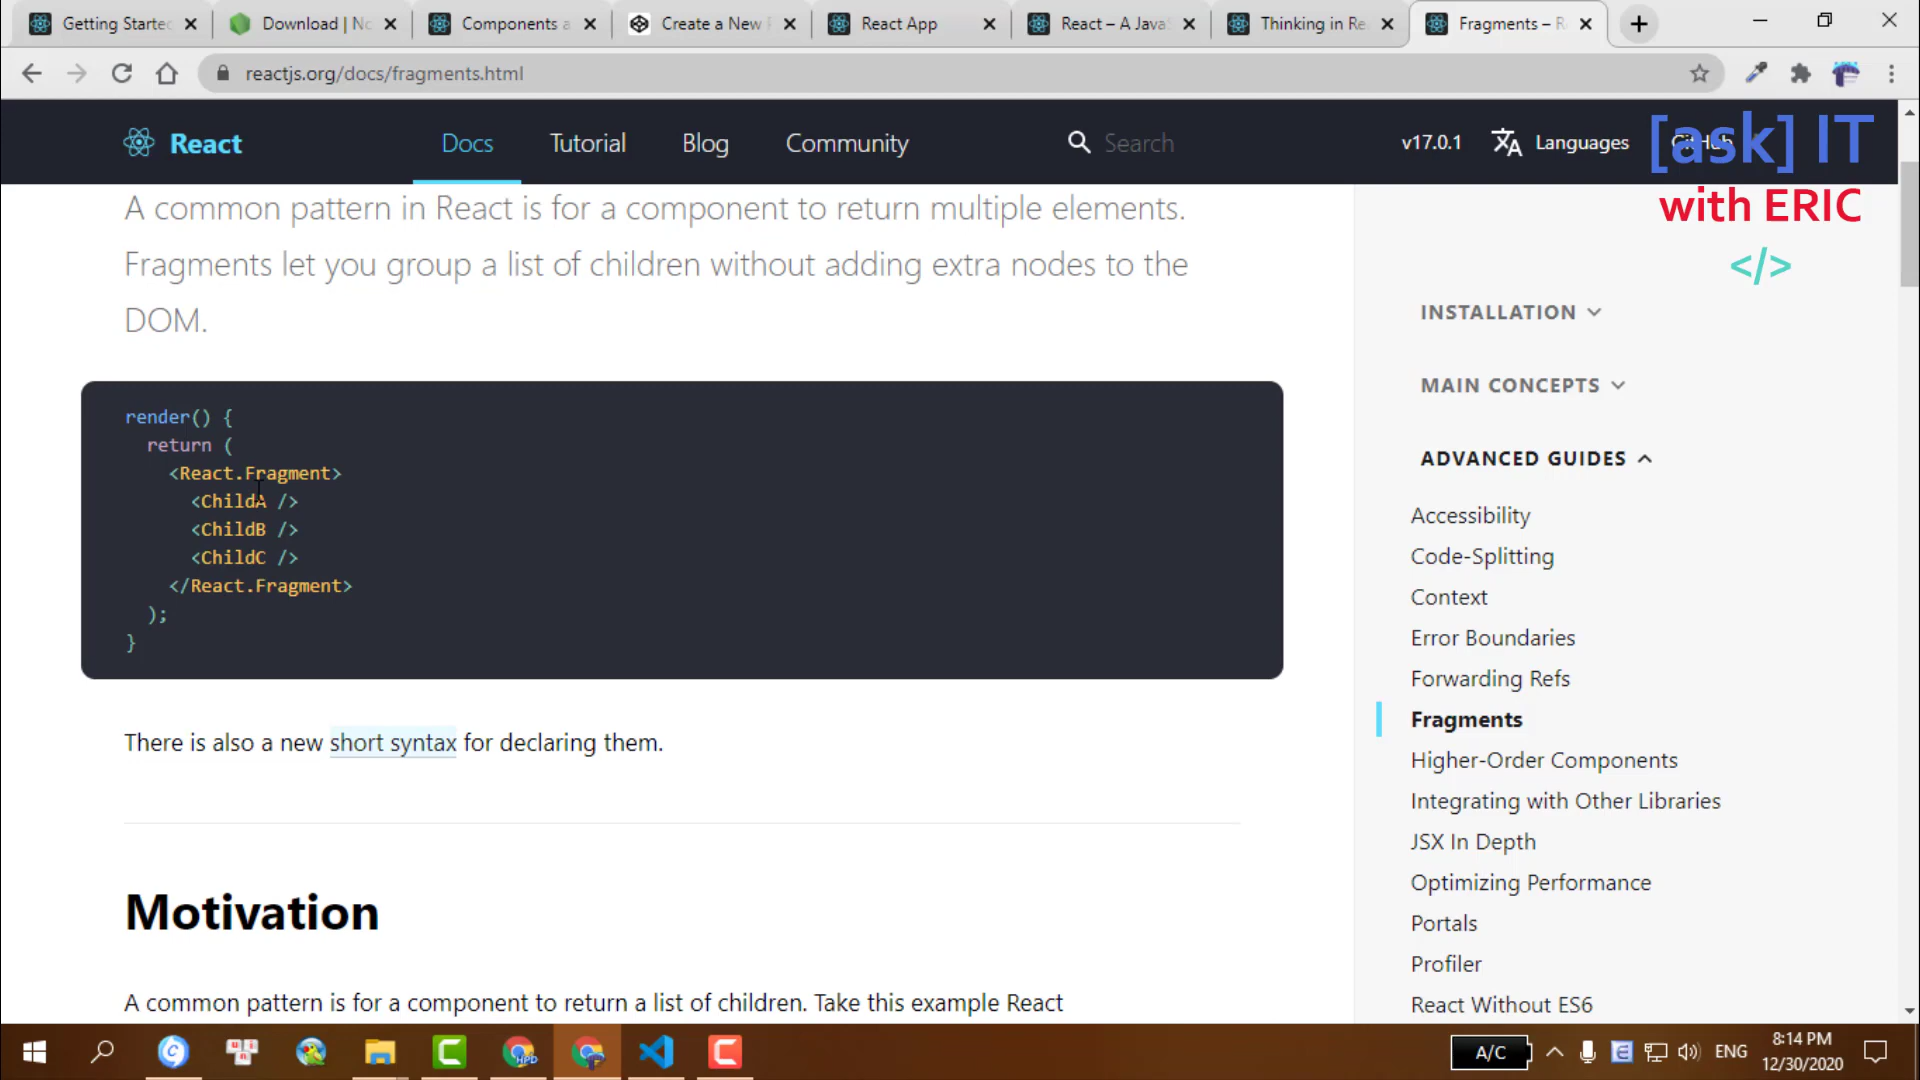 Getting Started
Download | No
Components a
Create a New
React App
React – A Java
Thinking in Re
Fragments – R
reactjs.org/docs/fragments.html
React
Docs
Tutorial
Blog
Community
Search
v17.0.1
Languages
GitHub
[ask] IT
with ERIC
</>
A common pattern in React is for a component to return multiple elements.
Fragments let you group a list of children without adding extra nodes to the
DOM.
render() {
return (
<React.Fragment>
<ChildA />
<ChildB />
<ChildC />
</React.Fragment>
);
}
There is also a new short syntax for declaring them.
Motivation
A common pattern is for a component to return a list of children. Take this example React
INSTALLATION
MAIN CONCEPTS
ADVANCED GUIDES
Accessibility
Code-Splitting
Context
Error Boundaries
Forwarding Refs
Fragments
Higher-Order Components
Integrating with Other Libraries
JSX In Depth
Optimizing Performance
Portals
Profiler
React Without ES6
A/C
ENG
8:14 PM
12/30/2020